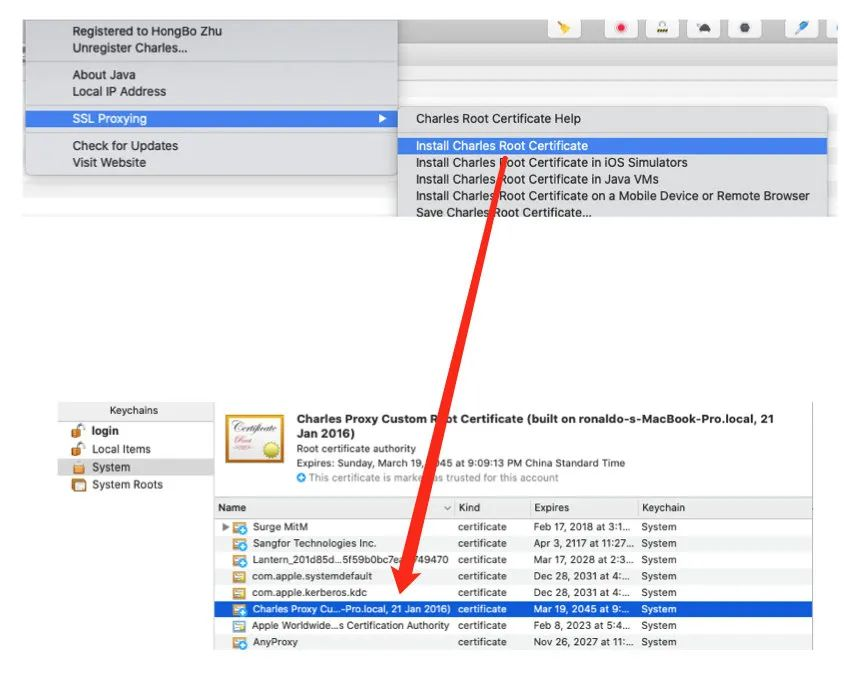 Registered to HongBo Zhu
Unregister Charles...
About Java
Local IP Address
SSL Proxying
Check for Updates
Visit Website
Charles Root Certificate Help
Install Charles Root Certificate
Install Charles Root Certificate in iOS Simulators
Install Charles Root Certificate in Java VMs
Install Charles Root Certificate on a Mobile Device or Remote Browser
Save Charles Root Certificate...
Keychains
login
Local Items
System
System Roots
Certificate
Root
Charles Proxy Custom Root Certificate (built on ronaldo-s-MacBook-Pro.local, 21
Jan 2016)
Root certificate authority
Expires: Sunday, March 19, 2045 at 9:09:13 PM China Standard Time
This certificate is marked as trusted for this account
Name Kind Expires Keychain
Surge MitM certificate Feb 17, 2018 at 3:1... System
Sangfor Technologies Inc. certificate Apr 3, 2117 at 11:27... System
Lantern_201d85d...5f59b0bc7ea 749470 certificate Mar 17, 2028 at 2:3... System
com.apple.systemdefault certificate Dec 28, 2031 at 4:... System
com.apple.kerberos.kdc certificate Dec 28, 2031 at 4:... System
Charles Proxy Cu...-Pro.local, 21 Jan 2016) certificate Mar 19, 2045 at 9:... System
Apple Worldwide...s Certification Authority certificate Feb 8, 2023 at 5:4... System
AnyProxy certificate Nov 26, 2027 at 11:... System